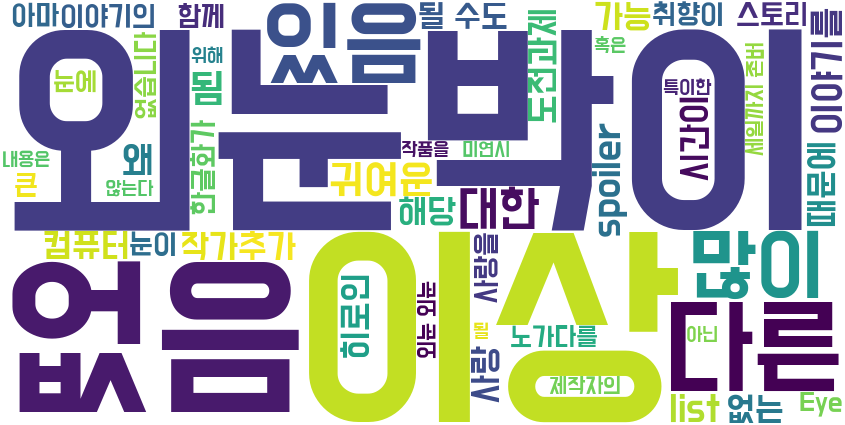 아마이야기의 함께 있음 될 수도 가능 취향이 스토리
외눈박이
눈에 없습니다 위해 됨 도전과제 혹은 특이한 세일까지 존버 이야기를
내용은 큰 왜 않는다 한글화가 귀여운 작품을 미연시 시간이
해당 대한 spoiler 때문에
컴퓨터 눈이 작가추가 사랑을 많이
없음 이상 다른
히로인 외눈 외눈 사랑 될 노가다를 아닌
제작자의 list 없는 Eye